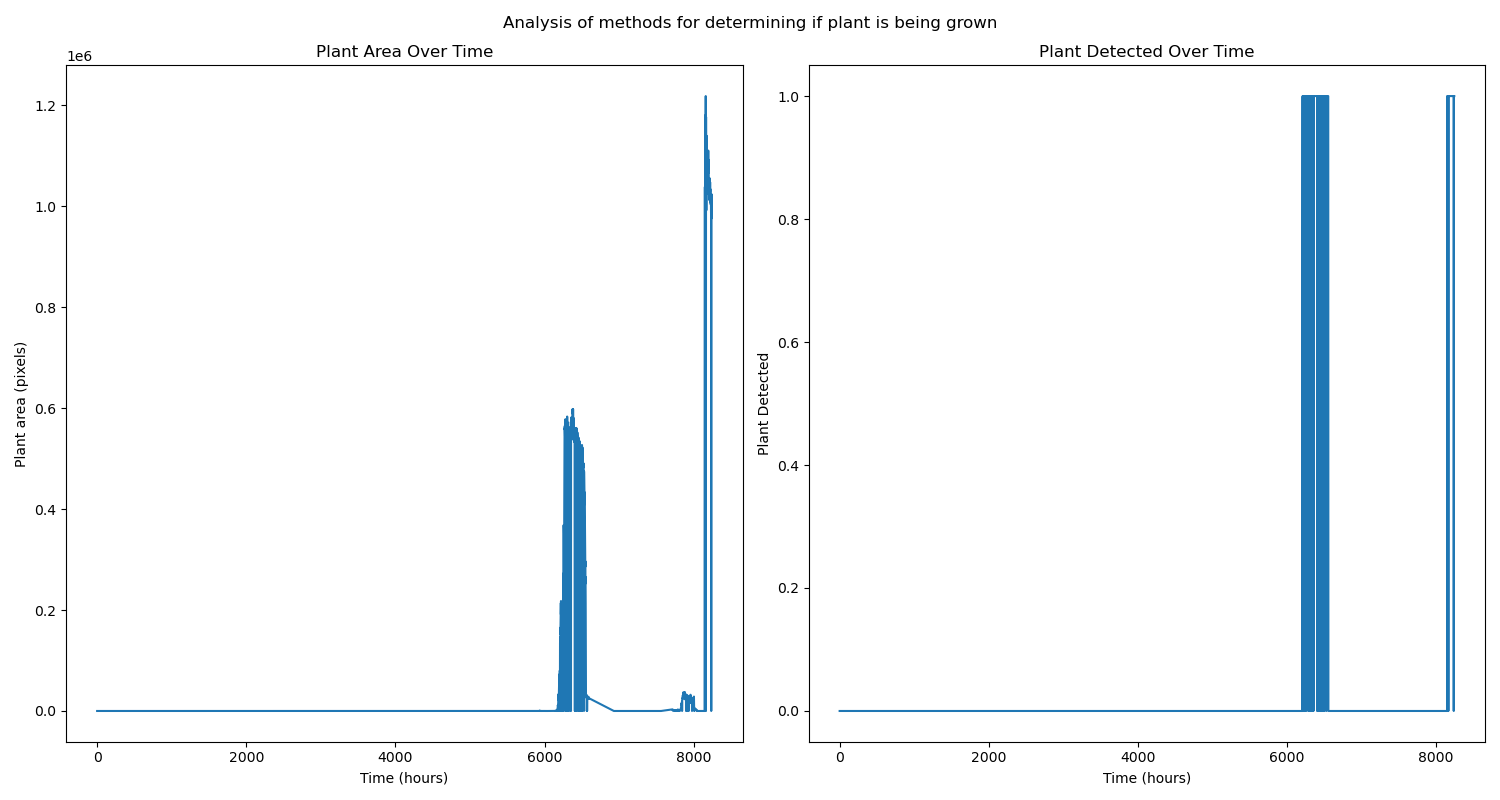 Analysis of methods for determining if plant is being grown
Plant Area Over Time
1e6
1.2
1.0
0.8
0.6
0.4
0.2
0.0
Plant area (pixels)
0 2000 4000 6000 8000
Time (hours)
Plant Detected Over Time
1.0
0.8
0.6
0.4
0.2
0.0
Plant Detected
0 2000 4000 6000 8000
Time (hours)